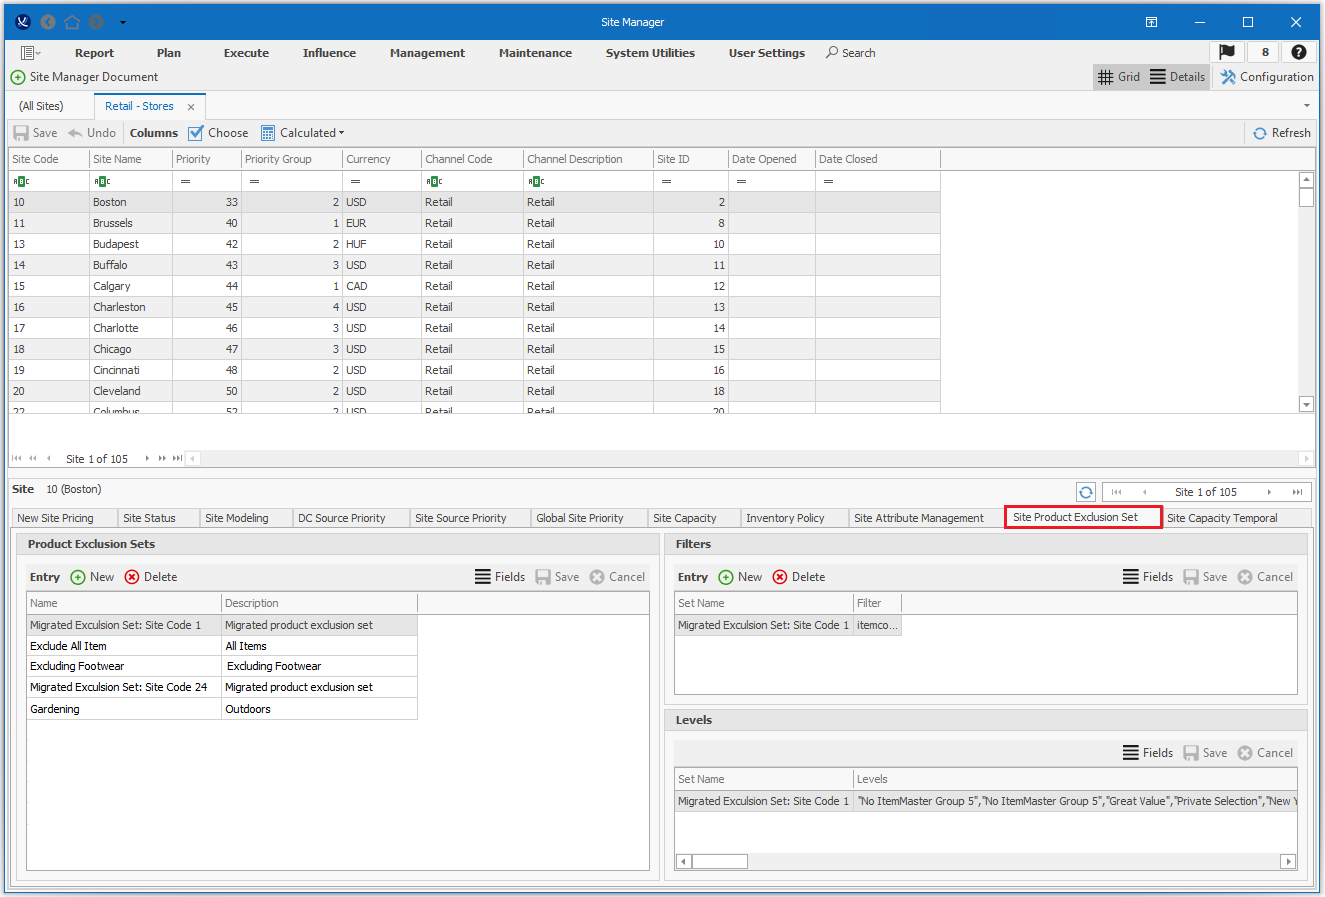 Site Manager
Report Plan Execute Influence Management Maintenance System Utilities User Settings Search 8 ?
Site Manager Document Grid Details Configuration
(All Sites) Retail - Stores
Save Undo Columns Choose Calculated Refresh
Site Code Site Name Priority Priority Group Currency Channel Code Channel Description Site ID Date Opened Date Closed
ABC ABC = = = ABC ABC = = =
10 Boston 33 2 USD Retail Retail 2
11 Brussels 40 1 EUR Retail Retail 8
13 Budapest 42 2 HUF Retail Retail 10
14 Buffalo 43 3 USD Retail Retail 11
15 Calgary 44 1 CAD Retail Retail 12
16 Charleston 45 4 USD Retail Retail 13
17 Charlotte 46 3 USD Retail Retail 14
18 Chicago 47 3 USD Retail Retail 15
19 Cincinnati 48 2 USD Retail Retail 16
20 Cleveland 50 2 USD Retail Retail 18
22 Columbus 52 2 USD Retail Retail 20
Site 1 of 105
Site 10 (Boston) Site 1 of 105
New Site Pricing Site Status Site Modeling DC Source Priority Site Source Priority Global Site Priority Site Capacity Inventory Policy Site Attribute Management Site Product Exclusion Set Site Capacity Temporal
Product Exclusion Sets
Entry New Delete Fields Save Cancel
Name Description
Migrated Exculsion Set: Site Code 1 Migrated product exclusion set
Exclude All Item All Items
Excluding Footwear Excluding Footwear
Migrated Exculsion Set: Site Code 24 Migrated product exclusion set
Gardening Outdoors
Filters
Entry New Delete Fields Save Cancel
Set Name Filter
Migrated Exculsion Set: Site Code 1 itemco...
Levels
Fields Save Cancel
Set Name Levels
Migrated Exculsion Set: Site Code 1 "No ItemMaster Group 5","No ItemMaster Group 5","Great Value","Private Selection","New Y